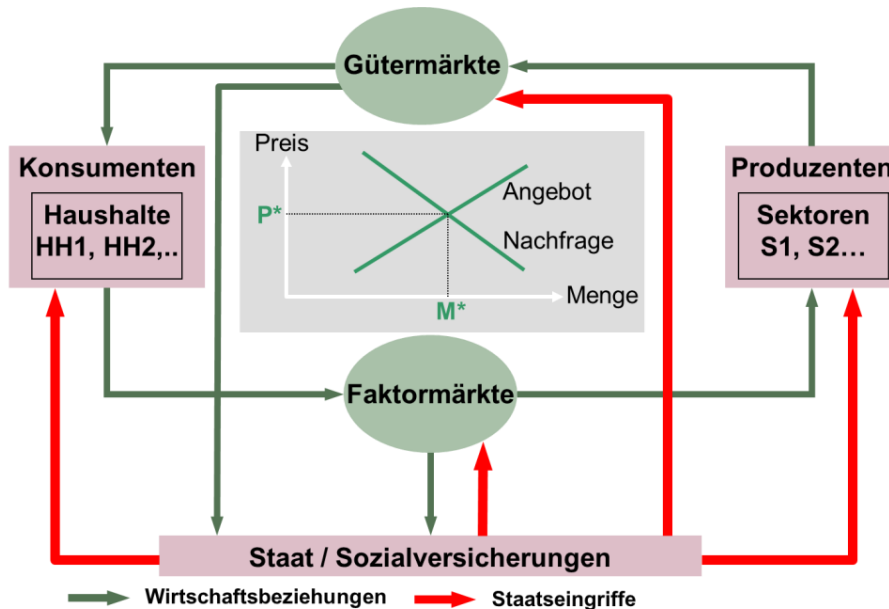 Gütermärkte
Konsumenten
Haushalte
HH1, HH2,..
Preis
P*
Angebot
Nachfrage
Menge
M*
Produzenten
Sektoren
S1, S2...
Faktormärkte
Staat / Sozialversicherungen
Wirtschaftsbeziehungen
Staatseingriffe